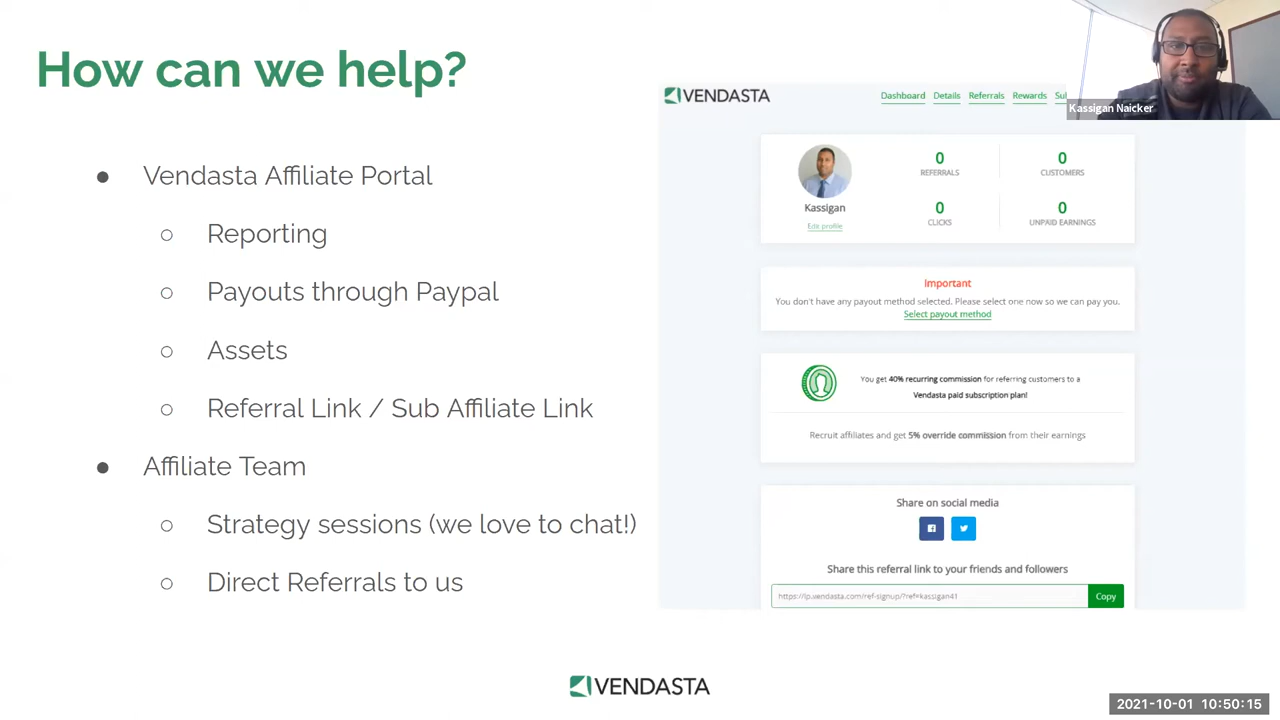 How can we help?
Vendasta Affiliate Portal
Reporting
Payouts through Paypal
Assets
Referral Link / Sub Affiliate Link
Affiliate Team
Strategy sessions (we love to chat!)
Direct Referrals to us
VENDASTA
Dashboard Details Referrals Rewards
Kassigan Naicker
Kassigan
Edit profile
0 REFERRALS
0 CUSTOMERS
0 CLICKS
0 UNPAID EARNINGS
Important
You don't have any payout method selected. Please select one now so we can pay you.
Select payout method
You get 40% recurring commission for referring customers to a
Vendasta paid subscription plan!
Recruit affiliates and get 5% override commission from their earnings
Share on social media
Share this referral link to your friends and followers
https://lp.vendasta.com/ref-signup/?ref=kassigan41
Copy
VENDASTA
2021-10-01 10:50:15